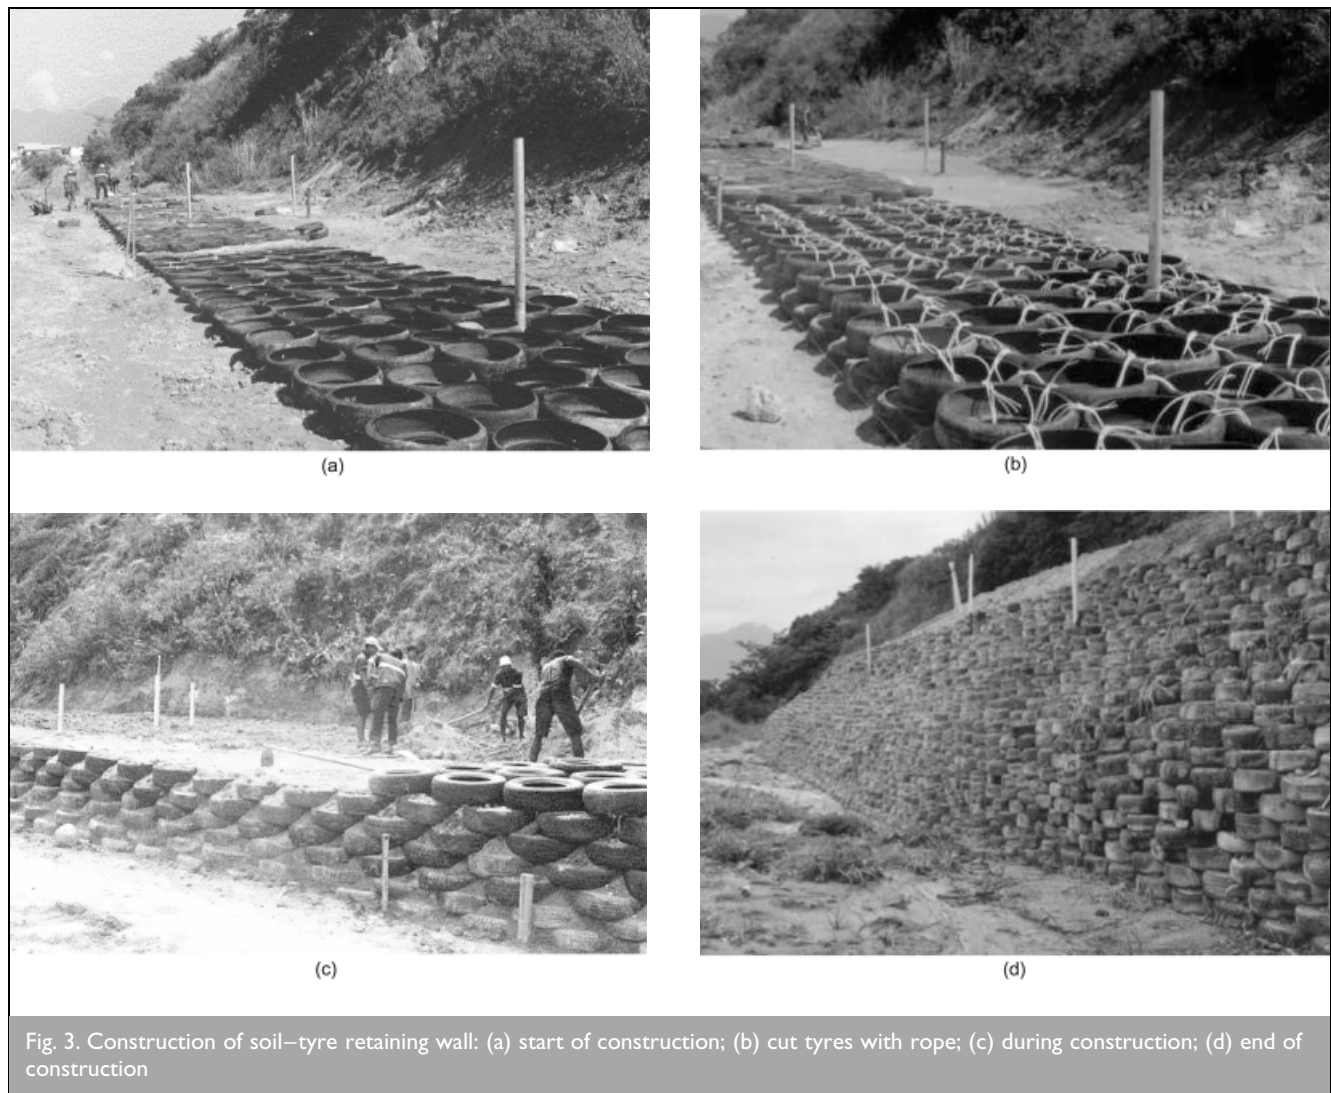 (a)
(b)
(c)
(d)
Fig. 3. Construction of soil–tyre retaining wall: (a) start of construction; (b) cut tyres with rope; (c) during construction; (d) end of
construction